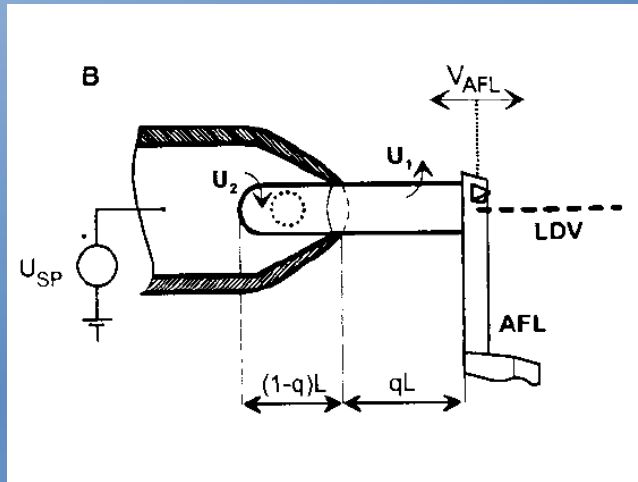 B
V_AFL
U_1
U_2
LDV
U_SP
AFL
(1-q)L
qL